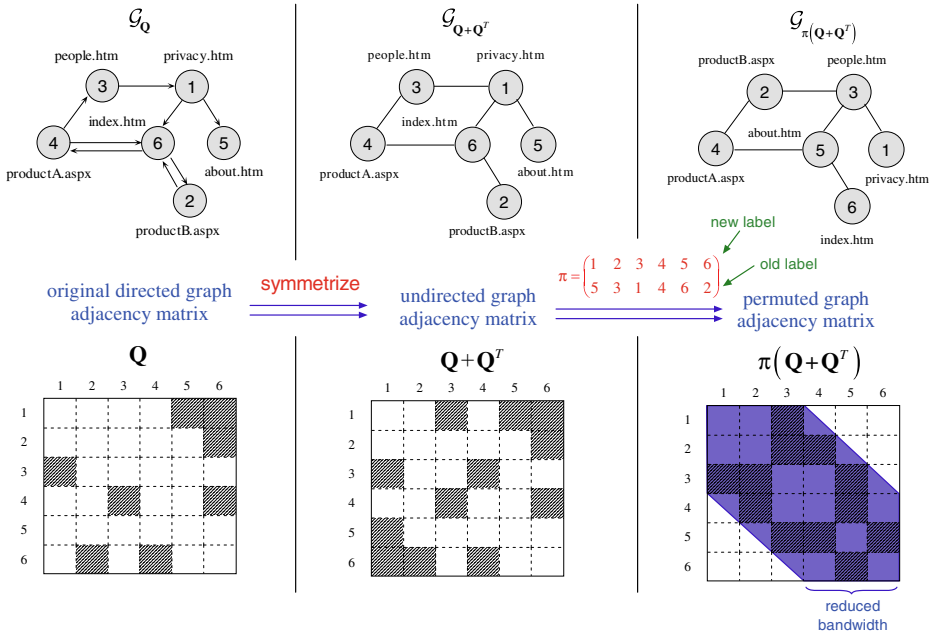 𝒢_Q
𝒢_{Q+Q^T}
𝒢_{π(Q+Q^T)}
people.htm privacy.htm
3 1
index.htm
4 6 5
productA.aspx about.htm
2
productB.aspx
people.htm privacy.htm
3 1
index.htm
4 6 5
productA.aspx about.htm
2
productB.aspx
productB.aspx people.htm
2 3
about.htm
4 5 1
productA.aspx privacy.htm
6
index.htm
new label
π = (1 2 3 4 5 6
5 3 1 4 6 2)
old label
original directed graph
adjacency matrix
symmetrize
undirected graph
adjacency matrix
permuted graph
adjacency matrix
Q
1 2 3 4 5 6
1
2
3
4
5
6
Q+Q^T
1 2 3 4 5 6
1
2
3
4
5
6
π(Q+Q^T)
1 2 3 4 5 6
1
2
3
4
5
6
reduced
bandwidth